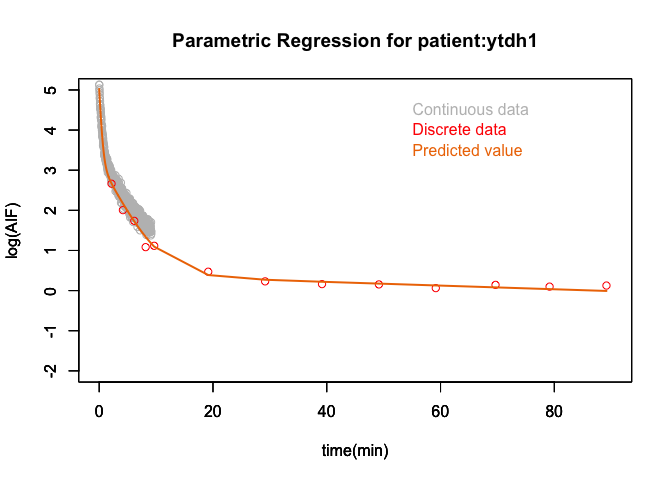 Parametric Regression for patient:ytdh1
Continuous data
Discrete data
Predicted value
log(AIF)
5
4
3
2
1
0
-1
-2
0 20 40 60 80
time(min)